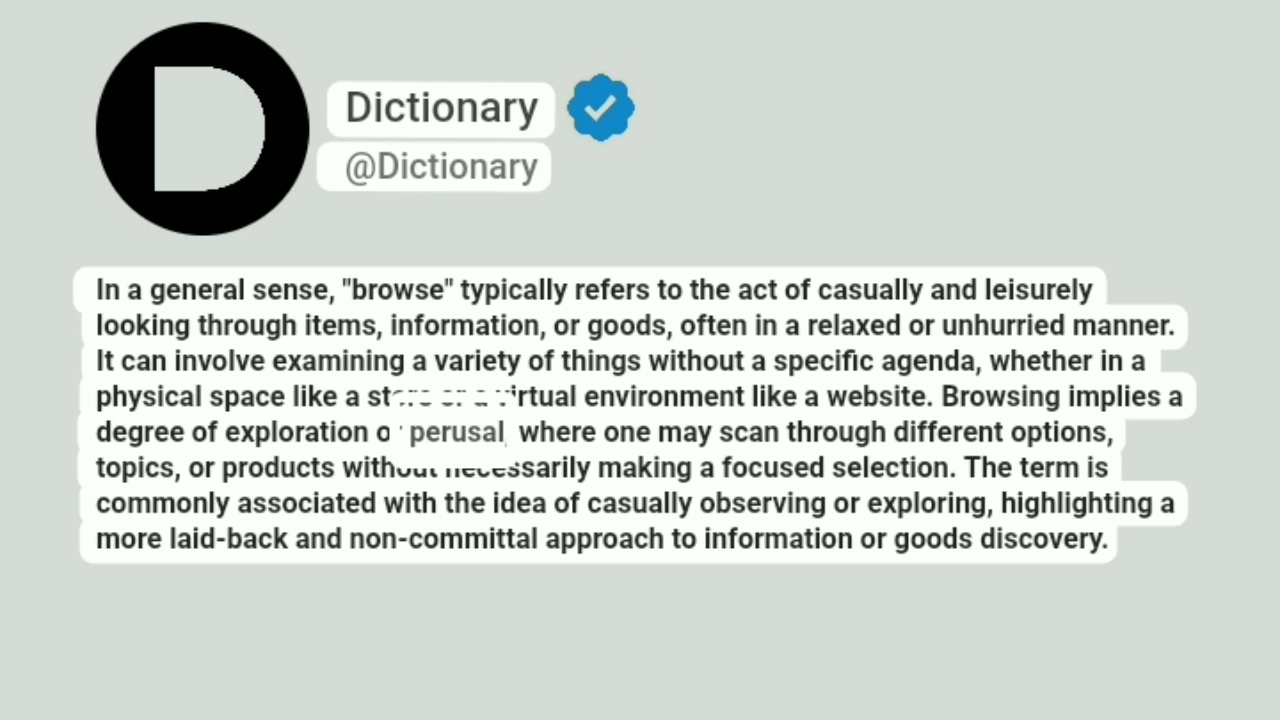 D
Dictionary
@Dictionary
In a general sense, "browse" typically refers to the act of casually and leisurely
looking through items, information, or goods, often in a relaxed or unhurried manner.
It can involve examining a variety of things without a specific agenda, whether in a
physical space like a store or a virtual environment like a website. Browsing implies a
degree of exploration or perusal, where one may scan through different options,
topics, or products without necessarily making a focused selection. The term is
commonly associated with the idea of casually observing or exploring, highlighting a
more laid-back and non-committal approach to information or goods discovery.